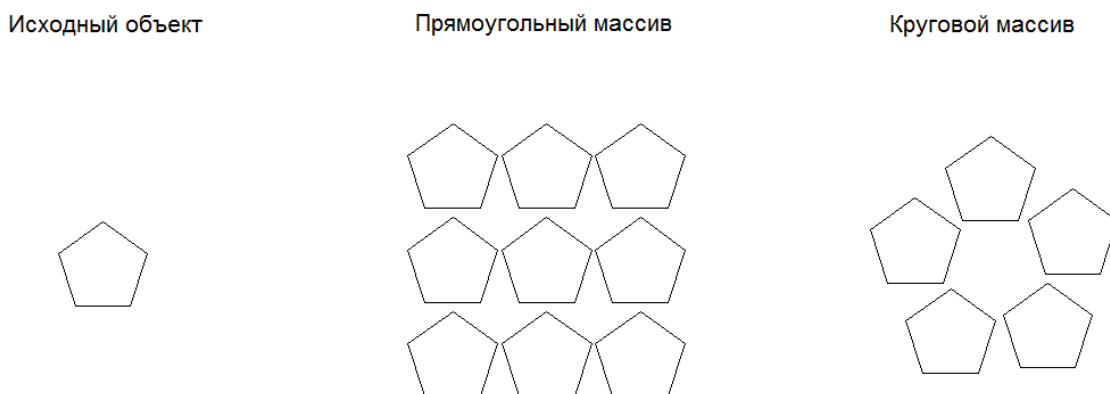 Исходный объект
Прямоугольный массив
Круговой массив